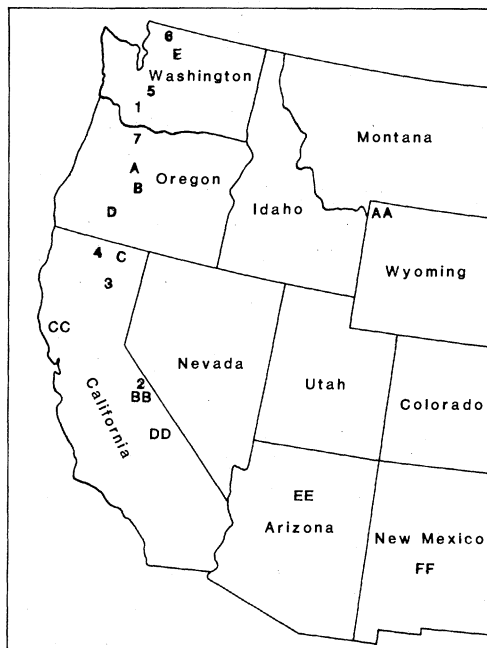 6
E
Washington
5
1
7
Montana
A
Oregon
B
Idaho
AA
D
Wyoming
4
C
3
CC
Nevada
2
BB
Utah
California
Colorado
DD
EE
Arizona
New Mexico
FF